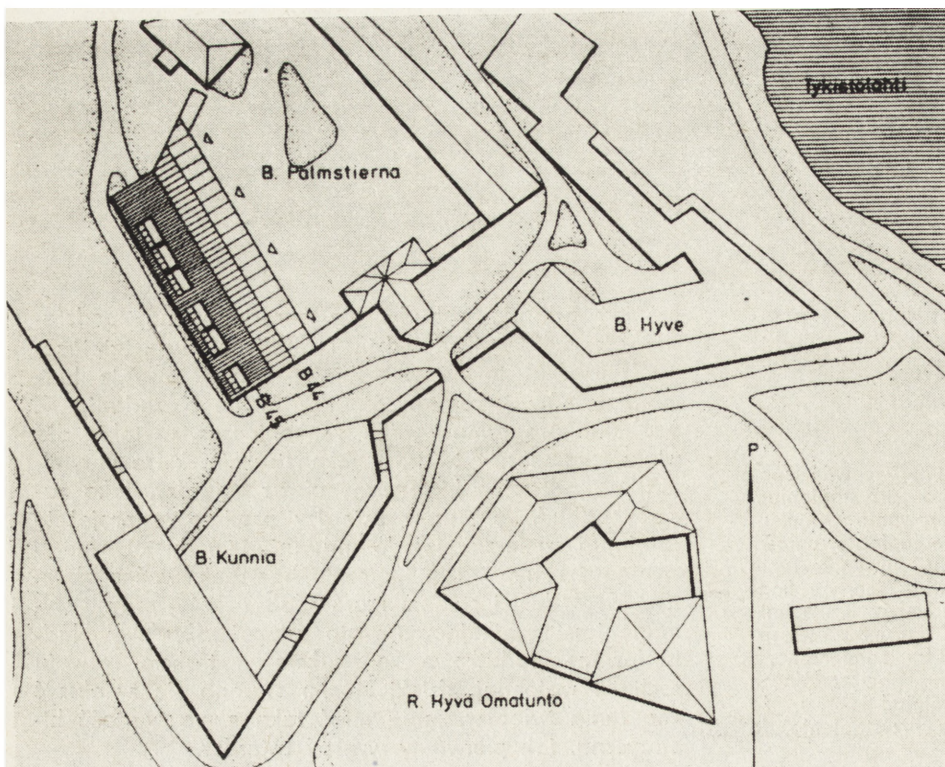 Tykistölahti
B. Palmstierna
B. Hyve
B 44
B 45
P
B. Kunnia
R. Hyvä Omatunto